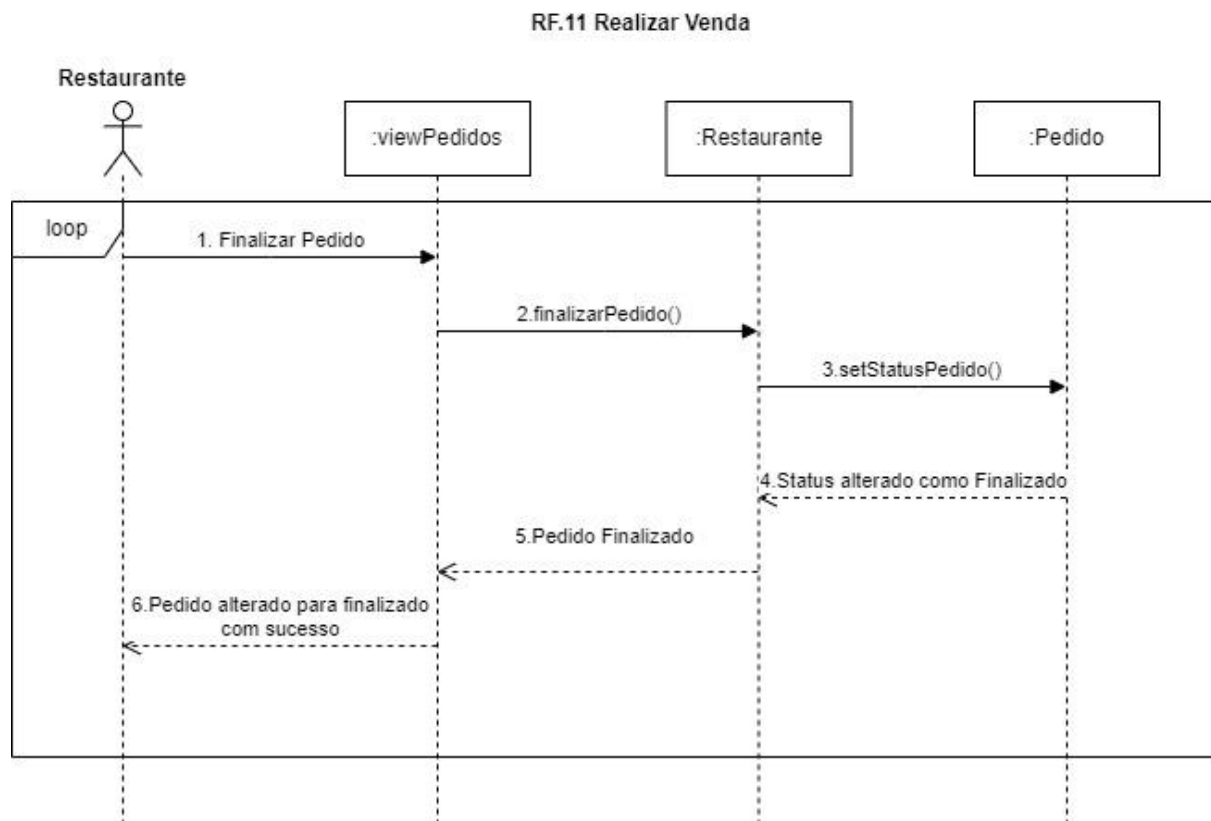 RF.11 Realizar Venda
Restaurante
:viewPedidos
:Restaurante
:Pedido
loop
1. Finalizar Pedido
2.finalizarPedido()
3.setStatusPedido()
4.Status alterado como Finalizado
5.Pedido Finalizado
6.Pedido alterado para finalizado
com sucesso